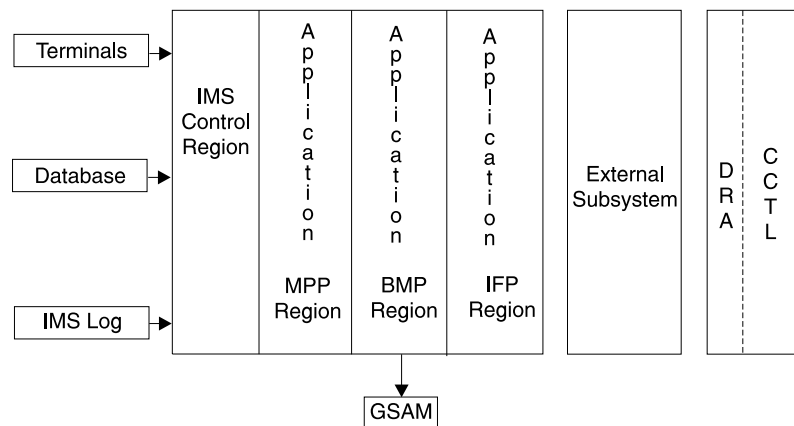 Terminals
Database
IMS Log
IMS
Control
Region
Application
MPP
Region
Application
BMP
Region
Application
IFP
Region
External
Subsystem
DRA
CCTL
GSAM